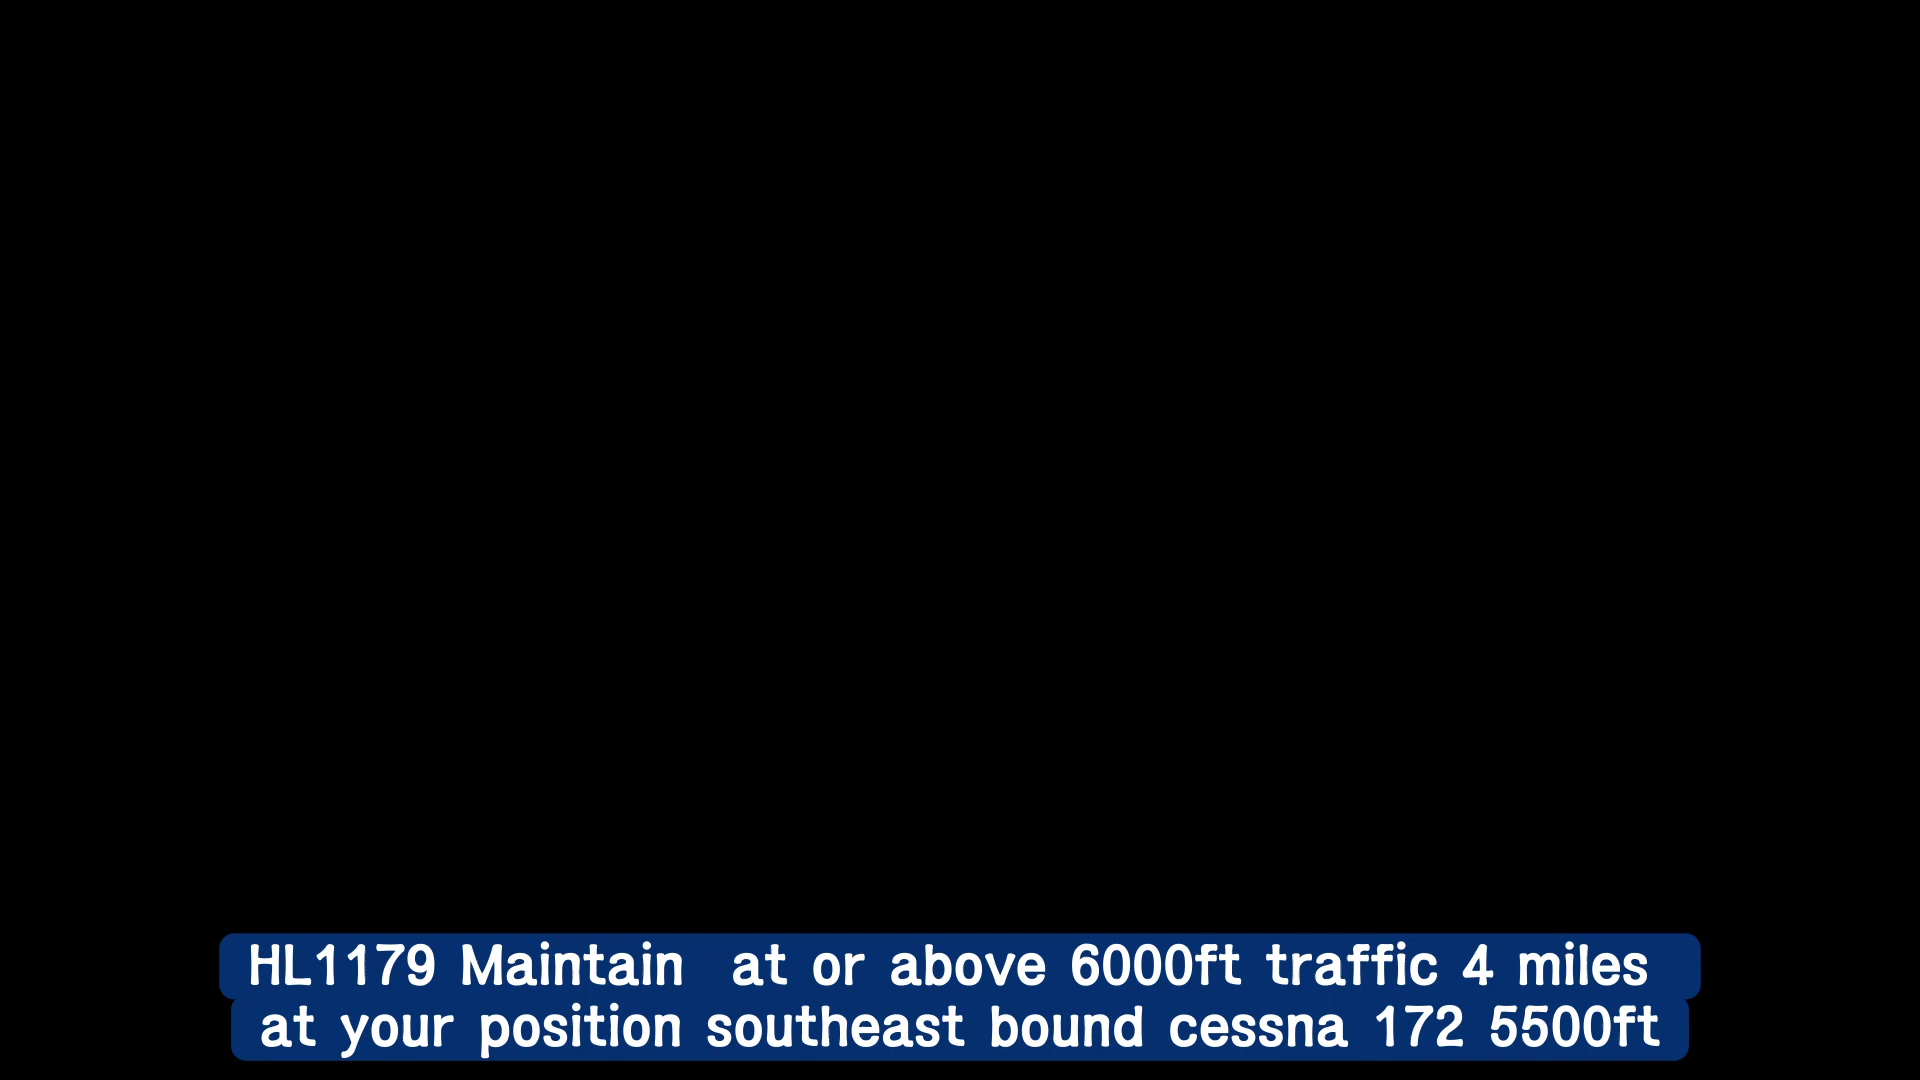 HL1179 Maintain  at or above 6000ft traffic 4 miles
at your position southeast bound cessna 172 5500ft